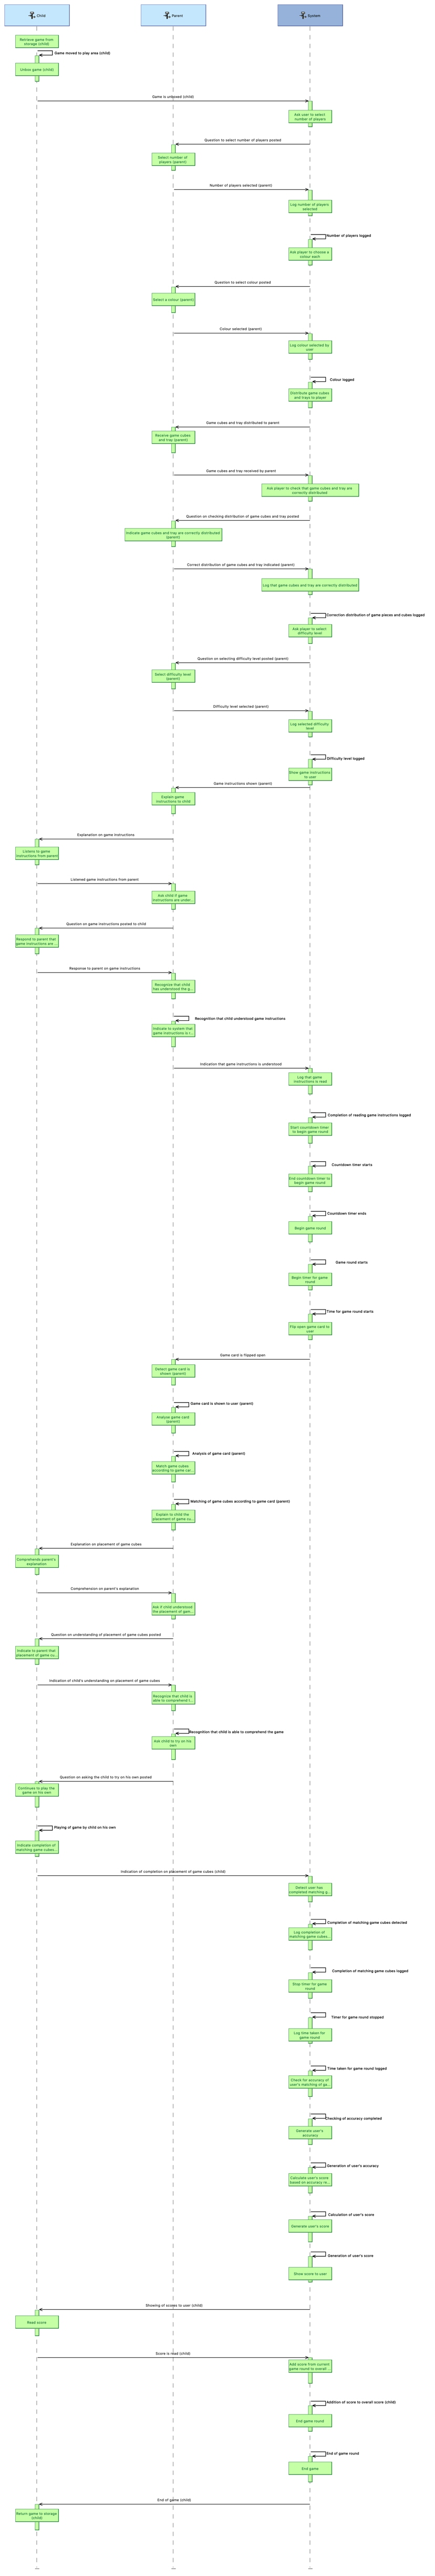 Child
Parent
System
Retrieve game from
storage (child)
Game moved to play area (child)
Unbox game (child)
Game is unboxed (child)
Ask user to select
number of players
Question to select number of players posted
Select number of
players (parent)
Number of players selected (parent)
Log number of players
selected
Number of players logged
Ask player to choose a
colour each
Question to select colour posted
Select a colour (parent)
Colour selected (parent)
Log colour selected by
user
Colour logged
Distribute game cubes
and trays to player
Game cubes and tray distributed to parent
Receive game cubes
and tray (parent)
Game cubes and tray received by parent
Ask player to check that game cubes and tray are
correctly distributed
Question on checking distribution of game cubes and tray posted
Indicate game cubes and tray are correctly distributed
(parent)
Correct distribution of game cubes and tray indicated (parent)
Log that game cubes and tray are correctly distributed
Correction distribution of game pieces and cubes logged
Ask player to select
difficulty level
Question on selecting difficulty level posted (parent)
Select difficulty level
(parent)
Difficulty level selected (parent)
Log selected difficulty
level
Difficulty level logged
Show game instructions
to user
Game instructions shown (parent)
Explain game
instructions to child
Explanation on game instructions
Listens to game
instructions from parent
Listened game instructions from parent
Ask child if game
instructions are under...
Question on game instructions posted to child
Respond to parent that
game instructions are ...
Response to parent on game instructions
Recognize that child
has understood the g...
Recognition that child understood game instructions
Indicate to system that
game instructions is r...
Indication that game instructions is understood
Log that game
instructions is read
Completion of reading game instructions logged
Start countdown timer
to begin game round
Countdown timer starts
End countdown timer to
begin game round
Countdown timer ends
Begin game round
Game round starts
Begin timer for game
round
Time for game round starts
Flip open game card to
user
Game card is flipped open
Detect game card is
shown (parent)
Game card is shown to user (parent)
Analyse game card
(parent)
Analysis of game card (parent)
Match game cubes
according to game car...
Matching of game cubes according to game card (parent)
Explain to child the
placement of game cu...
Explanation on placement of game cubes
Comprehends parent's
explanation
Comprehension on parent's explanation
Ask if child understood
the placement of gam...
Question on understanding of placement of game cubes posted
Indicate to parent that
placement of game cu...
Indication of child's understanding on placement of game cubes
Recognize that child is
able to comprehend t...
Recognition that child is able to comprehend the game
Ask child to try on his
own
Question on asking the child to try on his own posted
Continues to play the
game on his own
Playing of game by child on his own
Indicate completion of
matching game cubes...
Indication of completion on placement of game cubes (child)
Detect user has
completed matching g...
Completion of matching game cubes detected
Log completion of
matching game cubes...
Completion of matching game cubes logged
Stop timer for game
round
Timer for game round stopped
Log time taken for
game round
Time taken for game round logged
Check for accuracy of
user's matching of ga...
Checking of accuracy completed
Generate user's
accuracy
Generation of user's accuracy
Calculate user's score
based on accuracy re...
Calculation of user's score
Generate user's score
Generation of user's score
Show score to user
Showing of scores to user (child)
Read score
Score is read (child)
Add score from current
game round to overall ...
Addition of score to overall score (child)
End game round
End of game round
End game
End of game (child)
Return game to storage
(child)